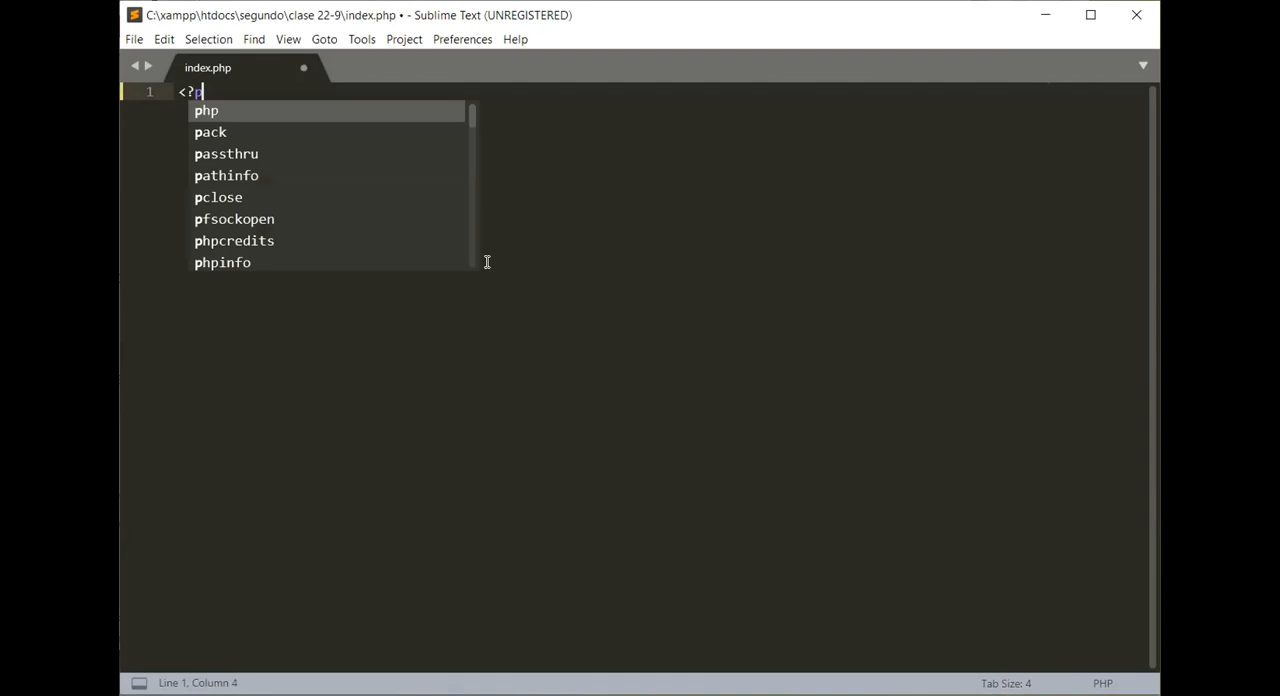 C:\xampp\htdocs\segundo\clase 22-9\index.php • - Sublime Text (UNREGISTERED)
File Edit Selection Find View Goto Tools Project Preferences Help
index.php
1 <?p
php
pack
passthru
pathinfo
pclose
pfsockopen
phpcredits
phpinfo
Line 1, Column 4 Tab Size: 4 PHP